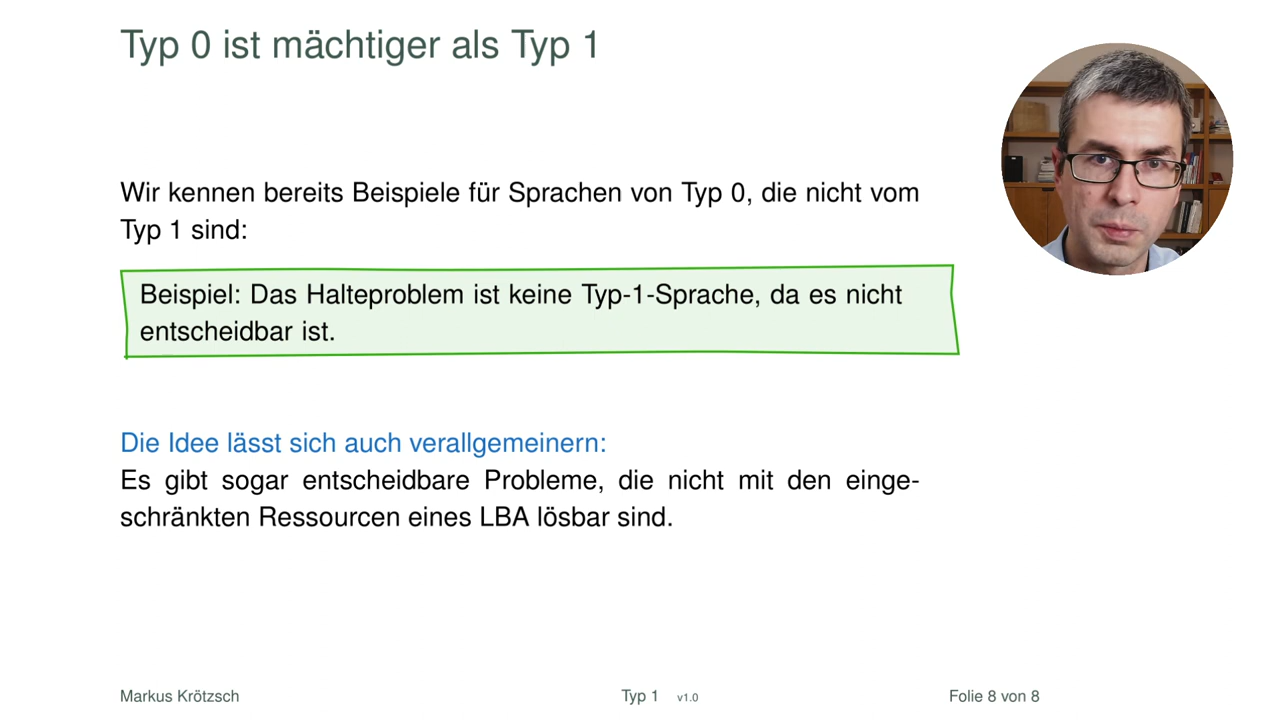 Typ 0 ist mächtiger als Typ 1
Wir kennen bereits Beispiele für Sprachen von Typ 0, die nicht vom
Typ 1 sind:
Beispiel: Das Halteproblem ist keine Typ-1-Sprache, da es nicht
entscheidbar ist.
Die Idee lässt sich auch verallgemeinern:
Es gibt sogar entscheidbare Probleme, die nicht mit den einge-
schränkten Ressourcen eines LBA lösbar sind.
Markus Krötzsch Typ 1 v1.0 Folie 8 von 8